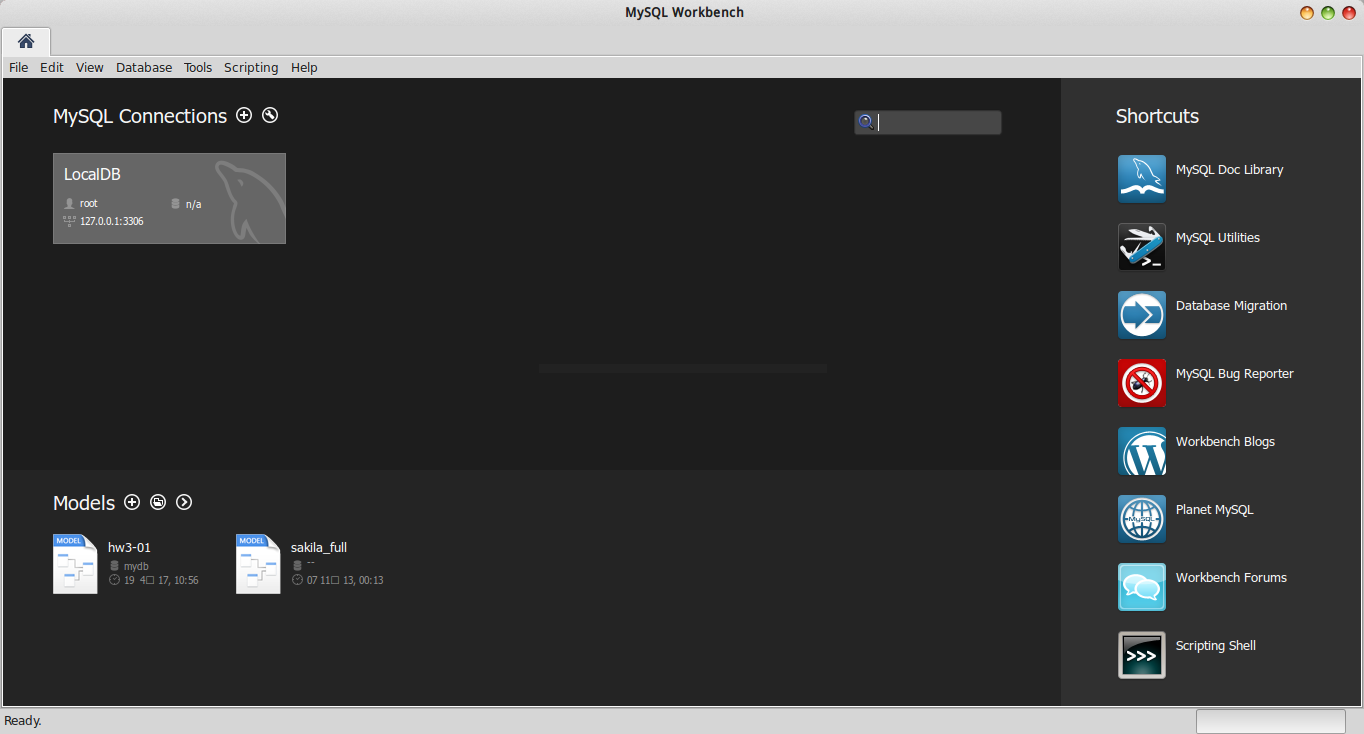 MySQL Workbench
File Edit View Database Tools Scripting Help
MySQL Connections
LocalDB
root
n/a
127.0.0.1:3306
Shortcuts
MySQL Doc Library
MySQL Utilities
>_
Database Migration
MySQL Bug Reporter
Workbench Blogs
W
Planet MySQL
MySQL
Workbench Forums
Scripting Shell
>>>
Models
MODEL
hw3-01
mydb
19 4□ 17, 10:56
MODEL
sakila_full
--
07 11□ 13, 00:13
Ready.